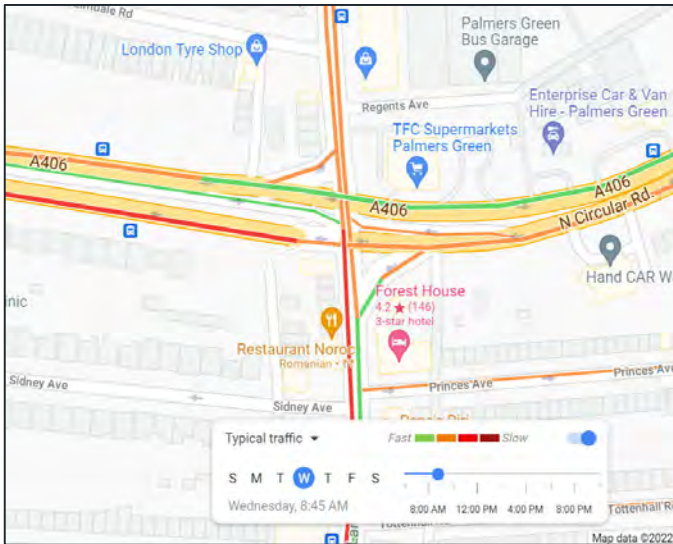 Palmers Green
Bus Garage
London Tyre Shop
Regents Ave
Enterprise Car & Van
Hire - Palmers Green
TFC Supermarkets
Palmers Green
A406
A406
A406
N Circular Rd.
Hand CAR W
Forest House
4.2 ★ (146)
3-star hotel
nic
Restaurant Noroc
Romanian •
Sidney Ave
Princes Ave
Princes Ave
Sidney Ave
Typical traffic
Fast
Slow
S M T W T F S
Wednesday, 8:45 AM
8:00 AM 12:00 PM 4:00 PM 8:00 PM
Tottenhall Rd
Map data ©2022